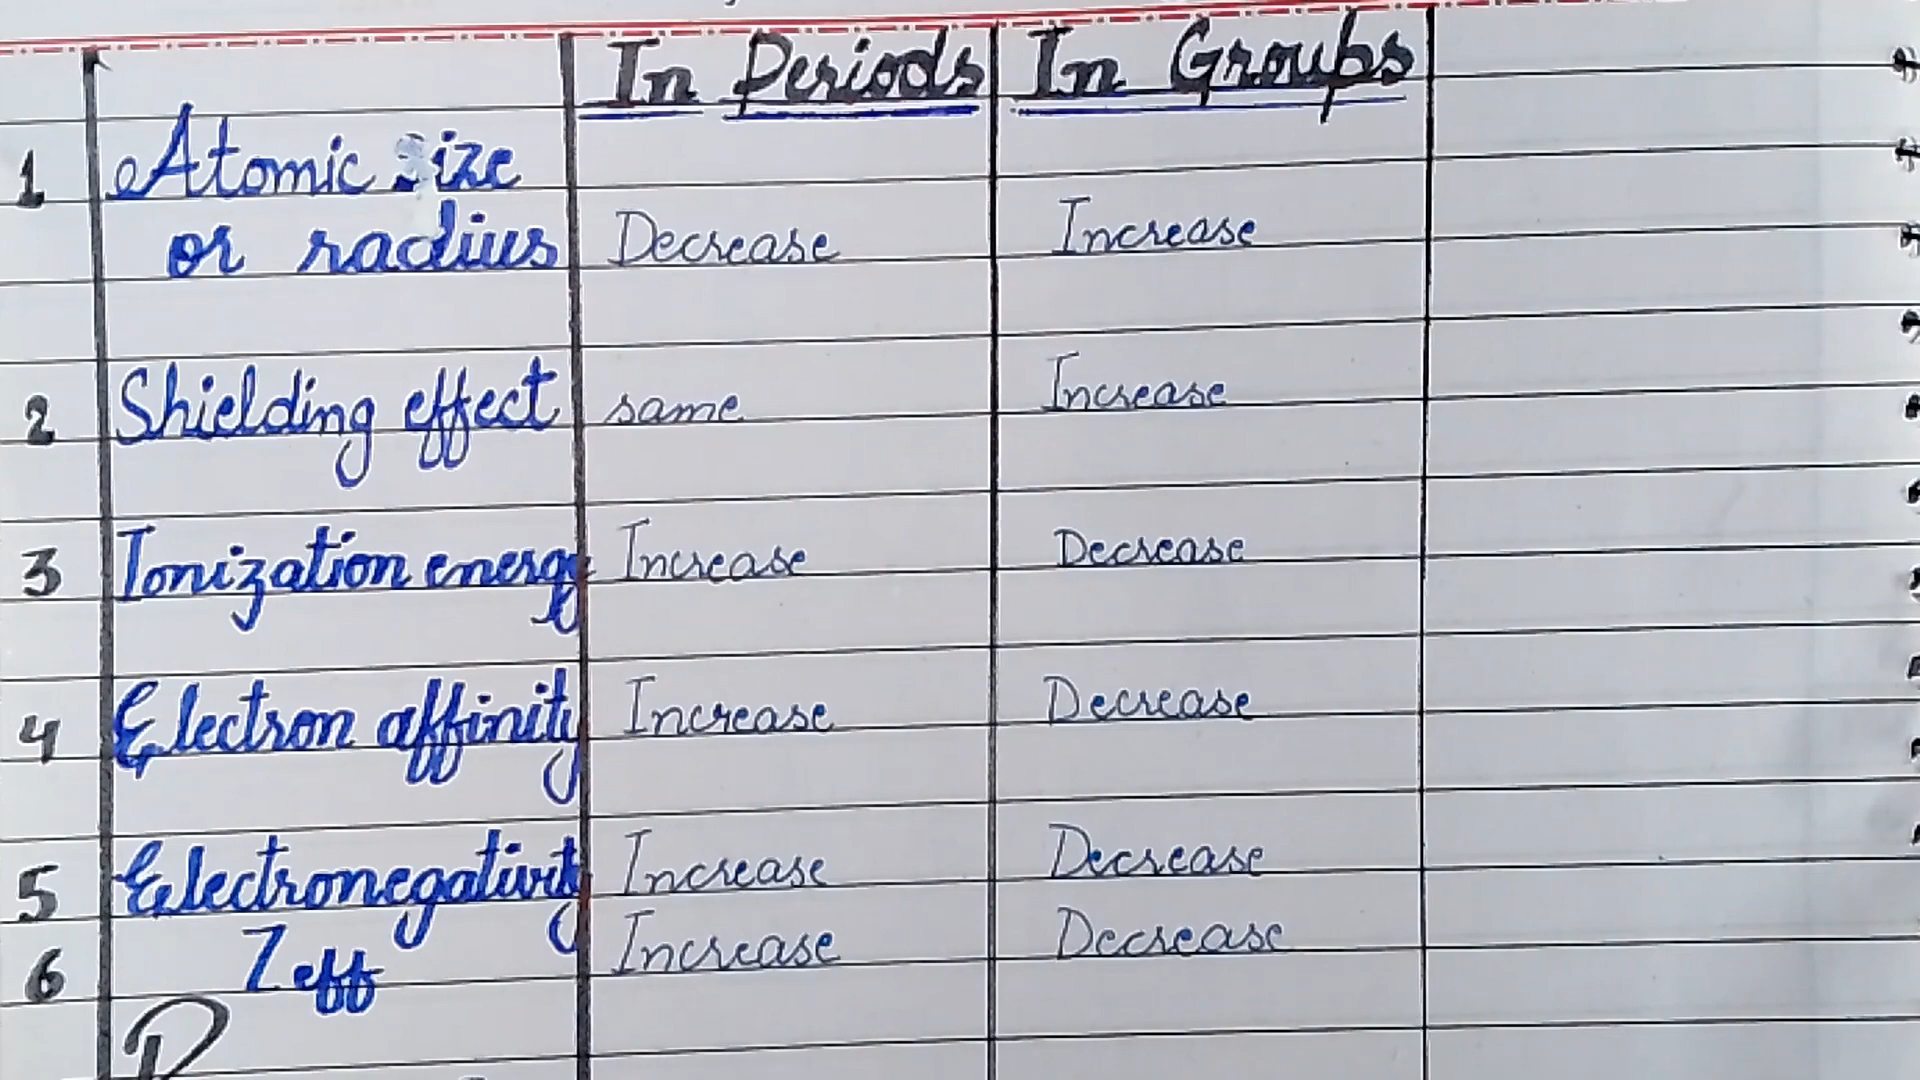 In Periods In Groups
1 Atomic size
or radius Decrease Increase
2 Shielding effect same Increase
3 Ionization energy Increase Decrease
4 Electron affinity Increase Decrease
5 Electronegativity Increase Decrease
6 Zeff Increase Decrease